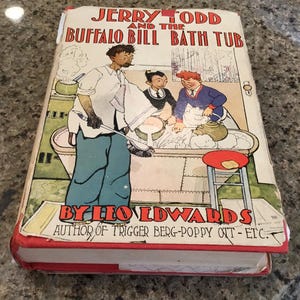 JERRY TODD
AND THE
BUFFALO BILL BATH TUB
BY LEO EDWARDS
AUTHOR OF TRIGGER BERG-POPPY OTT - ETC.